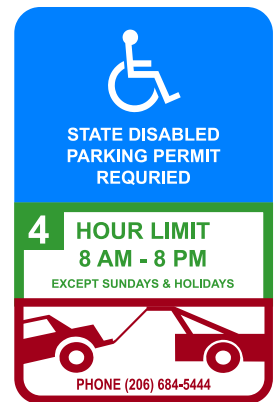 STATE DISABLED
PARKING PERMIT
REQURIED
4 HOUR LIMIT
8 AM - 8 PM
EXCEPT SUNDAYS & HOLIDAYS
PHONE (206) 684-5444